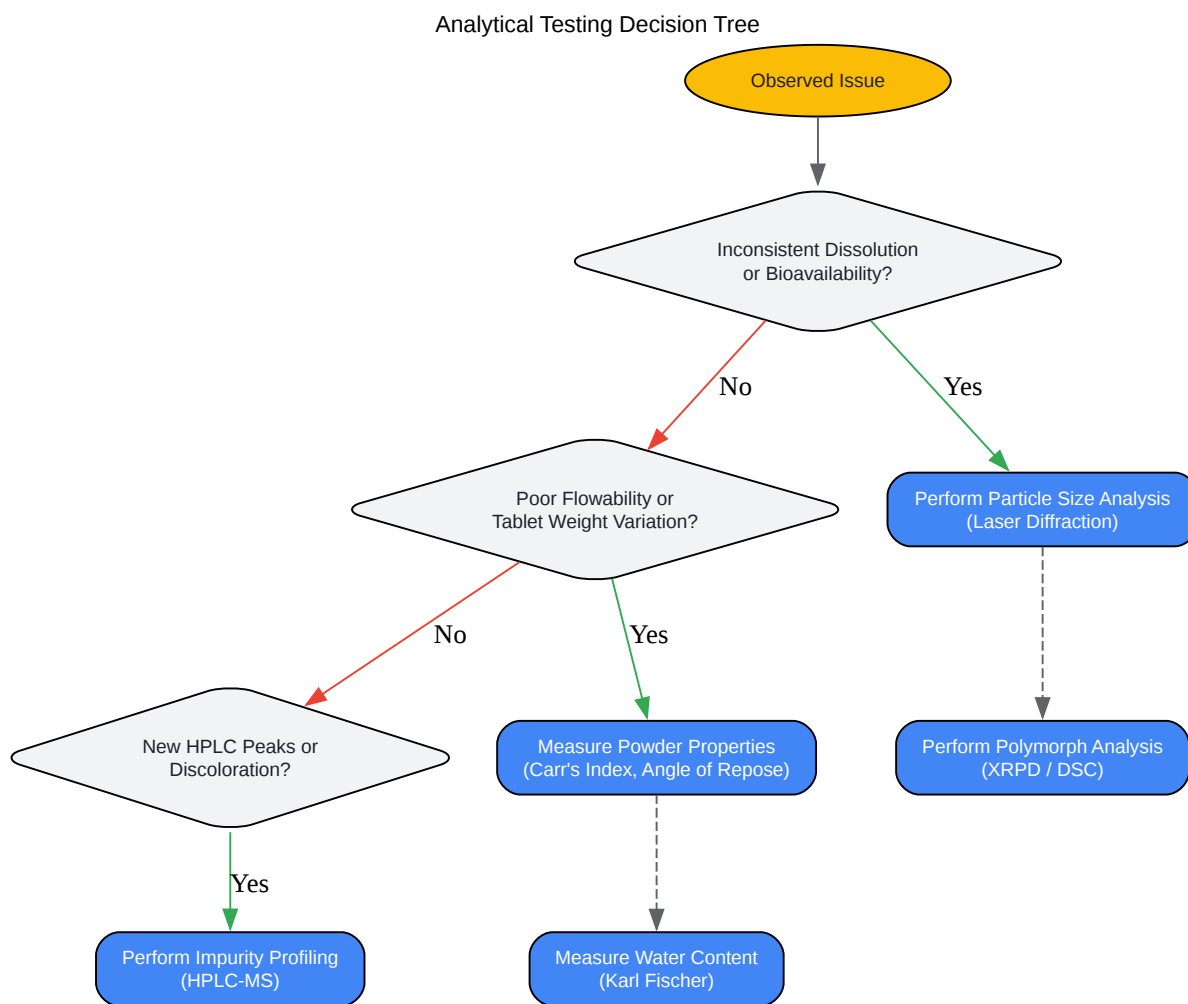 Analytical Testing Decision Tree
Observed Issue
Inconsistent Dissolution
or Bioavailability?
No
Yes
Poor Flowability or
Tablet Weight Variation?
Perform Particle Size Analysis
(Laser Diffraction)
No
Yes
New HPLC Peaks or
Discoloration?
Measure Powder Properties
(Carr's Index, Angle of Repose)
Perform Polymorph Analysis
(XRPD / DSC)
Yes
Perform Impurity Profiling
(HPLC-MS)
Measure Water Content
(Karl Fischer)